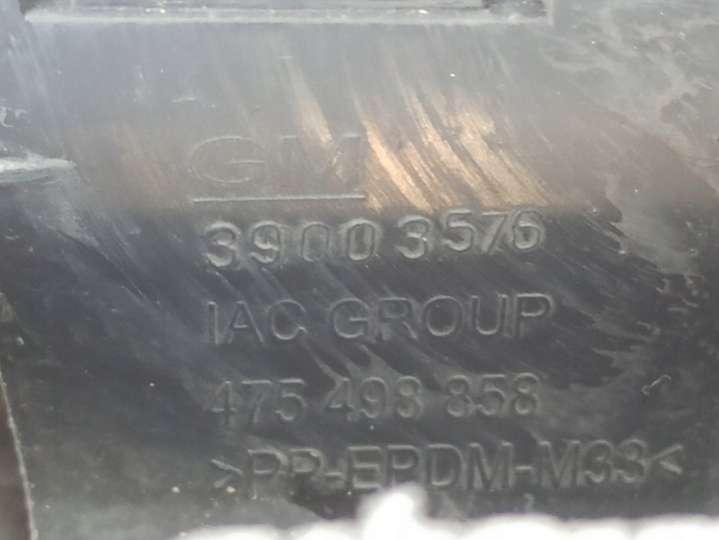 GM
39003576
IAC GROUP
475 498 858
>PP-EPDM-M33<